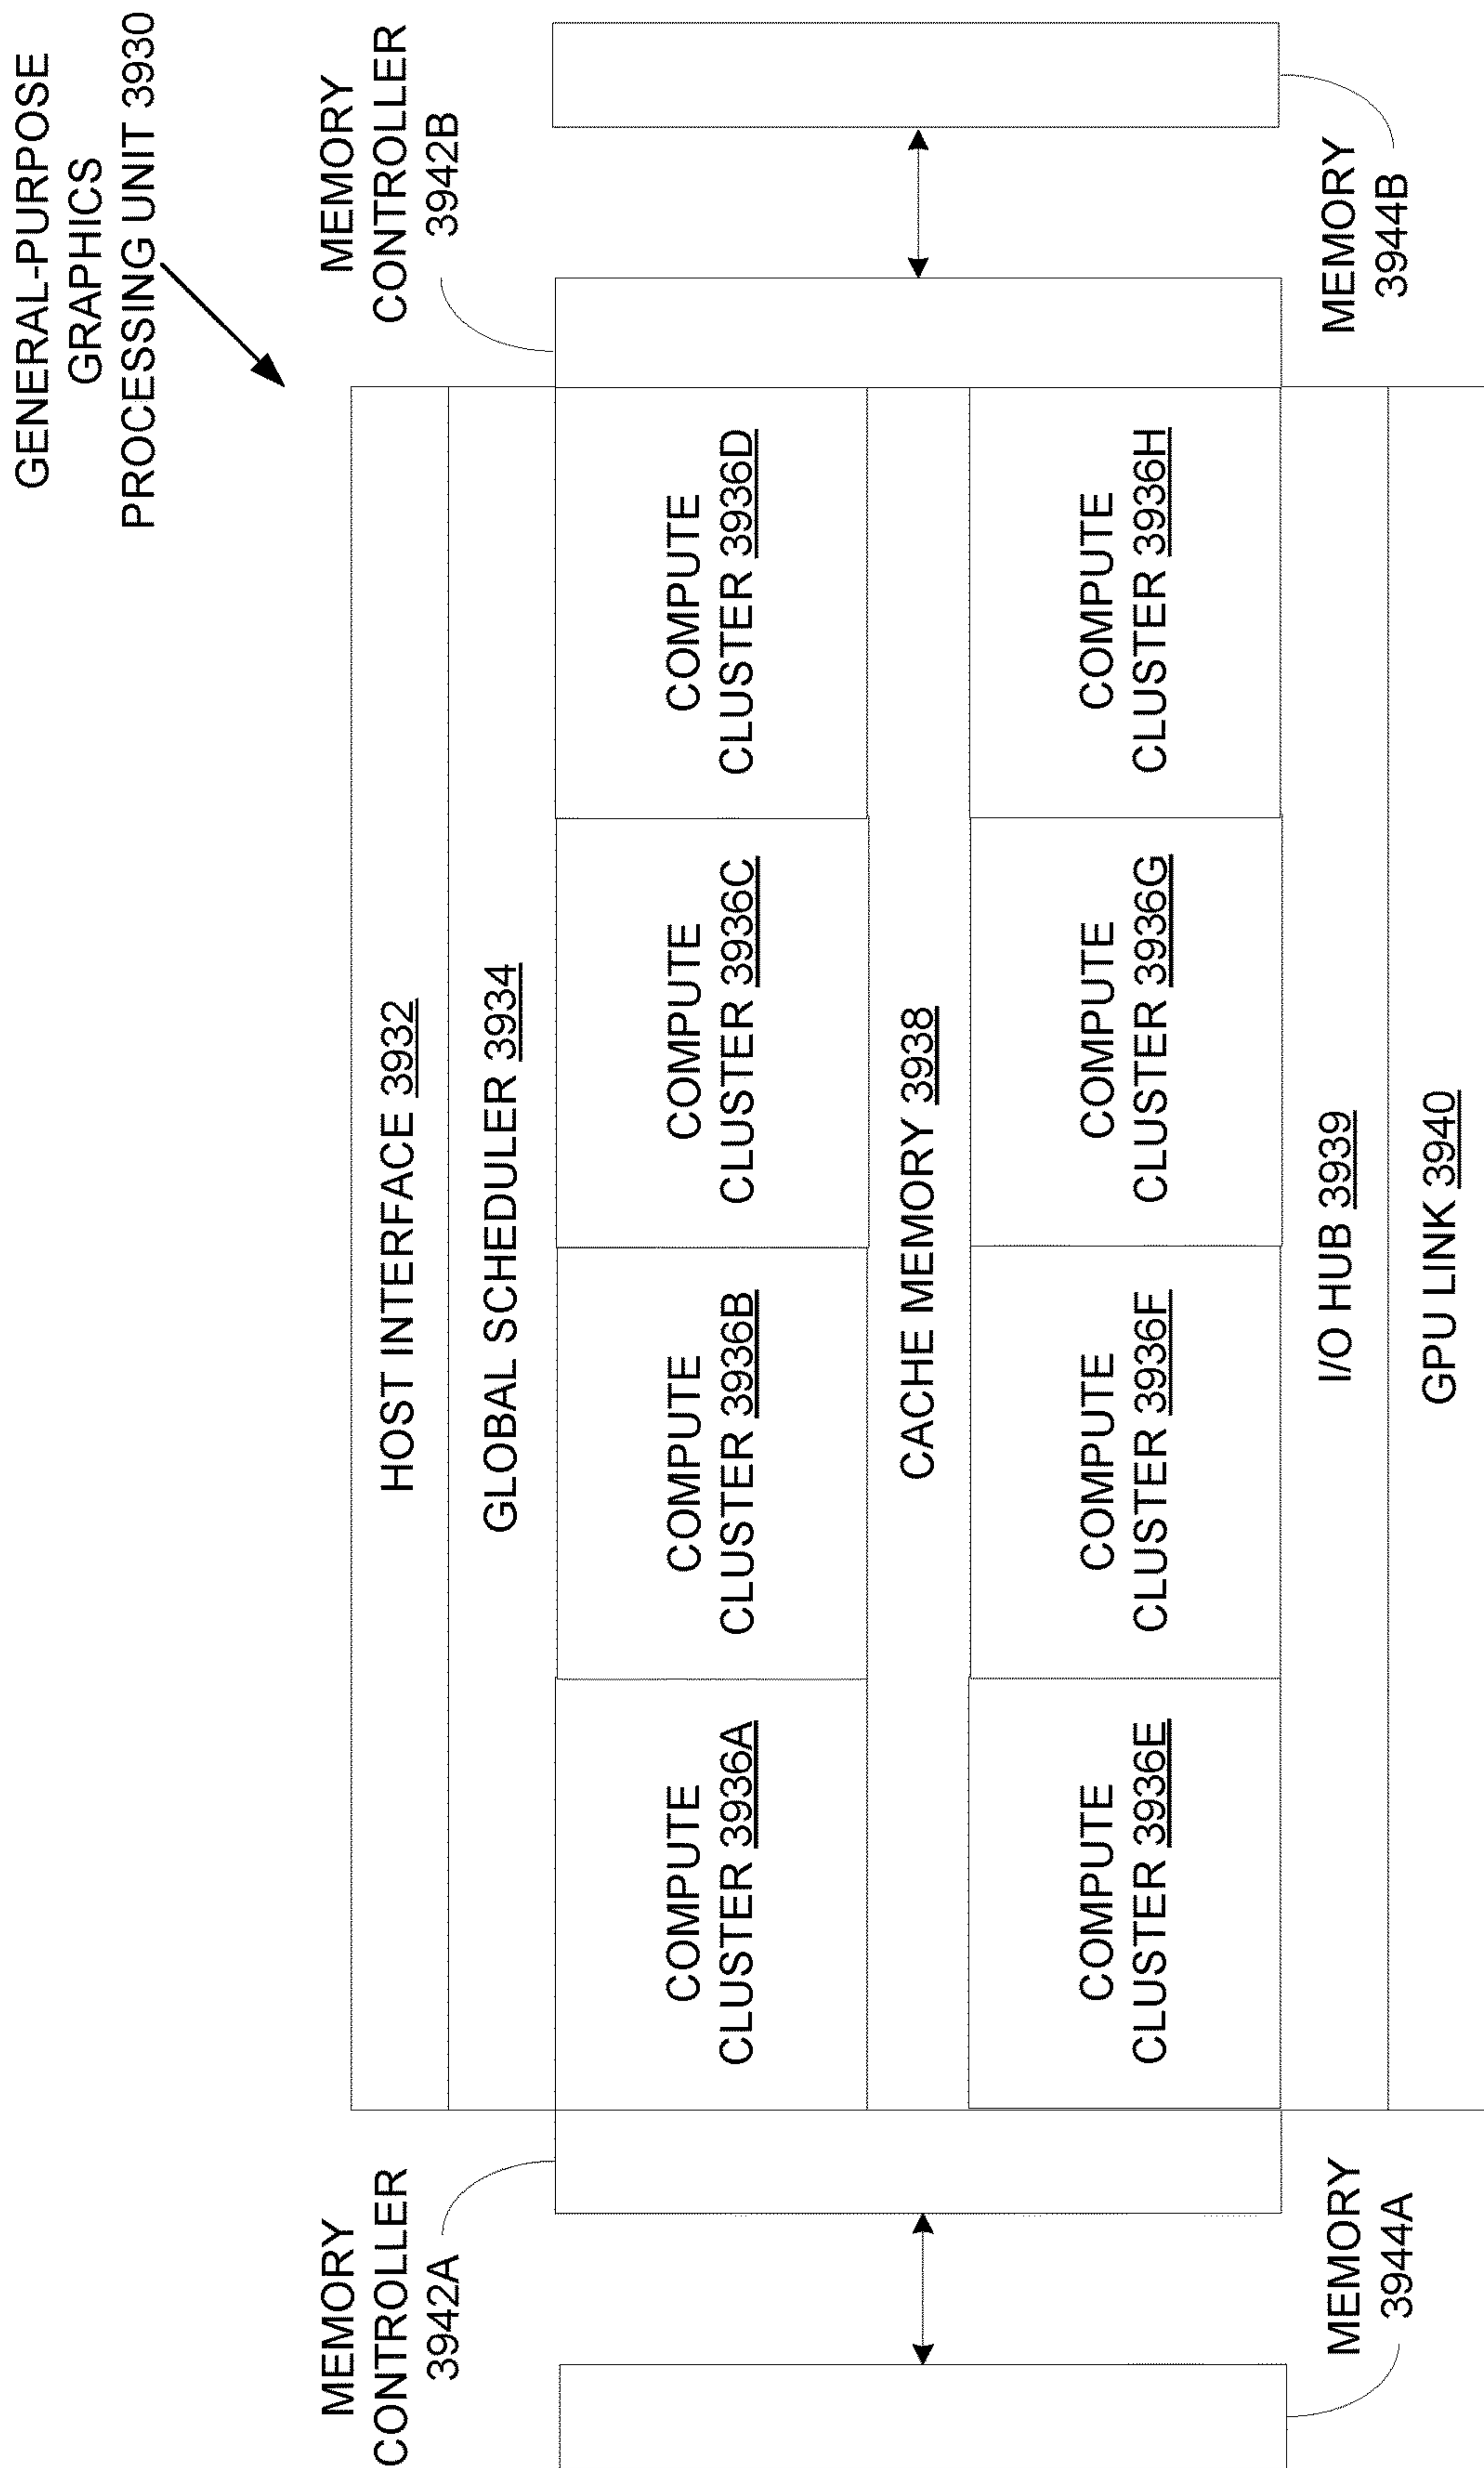 GENERAL-PURPOSE
GRAPHICS
PROCESSING UNIT 3930
MEMORY
CONTROLLER
3942A
MEMORY
CONTROLLER
3942B
HOST INTERFACE 3932
GLOBAL SCHEDULER 3934
COMPUTE
CLUSTER 3936A
COMPUTE
CLUSTER 3936B
COMPUTE
CLUSTER 3936C
COMPUTE
CLUSTER 3936D
CACHE MEMORY 3938
COMPUTE
CLUSTER 3936E
COMPUTE
CLUSTER 3936F
COMPUTE
CLUSTER 3936G
COMPUTE
CLUSTER 3936H
I/O HUB 3939
GPU LINK 3940
MEMORY
3944A
MEMORY
3944B